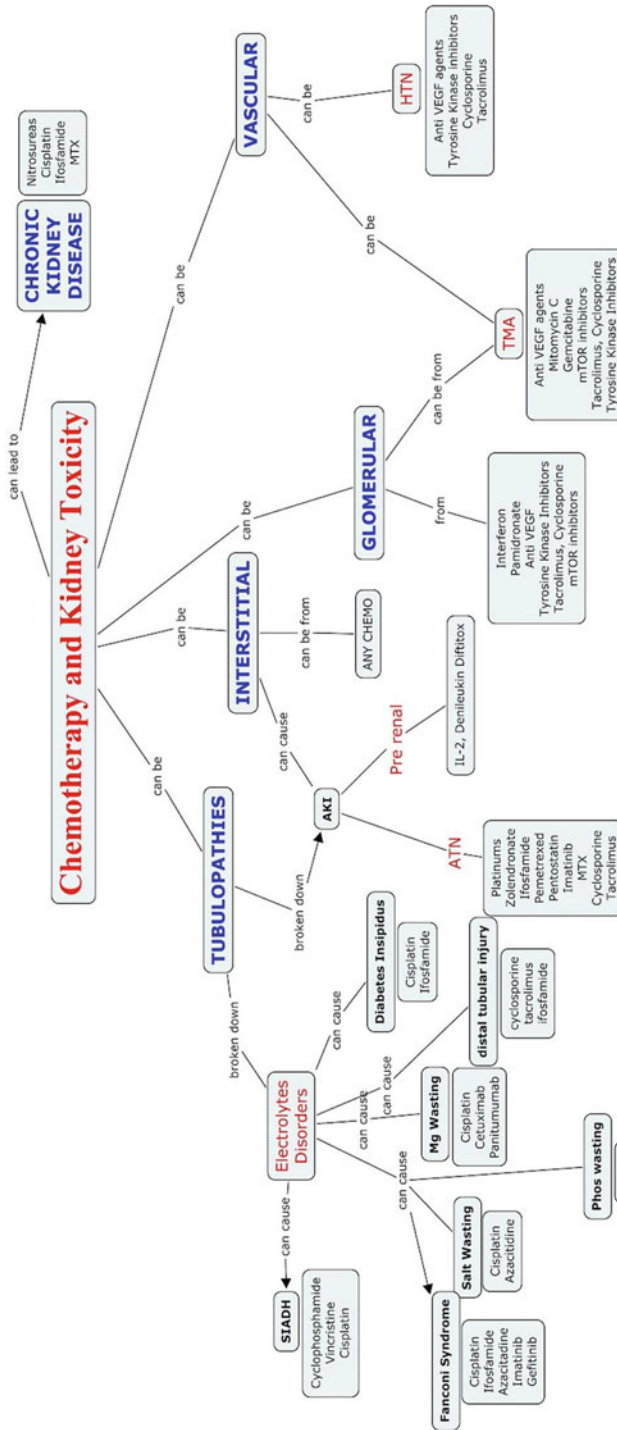 Chemotherapy and Kidney Toxicity
can lead to
CHRONIC
KIDNEY
DISEASE
Nitrosureas
Cisplatin
Ifosfamide
MTX
can be
TUBULOPATHIES
can be
INTERSTITIAL
can be
GLOMERULAR
can be
VASCULAR
broken down
Electrolytes
Disorders
broken down
AKI
can cause
can be from
ANY CHEMO
from
Interferon
Pamidronate
Anti VEGF
Tyrosine Kinase Inhibitors
Tacrolimus, Cyclosporine
mTOR inhibitors
can be from
can be
TMA
Anti VEGF agents
Mitomycin C
Gemcitabine
mTOR inhibitors
Tacrolimus, Cyclosporine
Tyrosine Kinase Inhibitors
can be
HTN
Anti VEGF agents
Tyrosine Kinase inhibitors
Cyclosporine
Tacrolimus
Pre renal
IL-2, Denileukin Diftitox
ATN
Platinums
Zolendronate
Ifosfamide
Pemetrexed
Pentostatin
Imatinib
MTX
Cyclosporine
Tacrolimus
can cause
SIADH
Cyclophosphamide
Vincristine
Cisplatin
can cause
Diabetes Insipidus
Cisplatin
Ifosfamide
can cause
distal tubular injury
cyclosporine
tacrolimus
ifosfamide
can cause
Mg Wasting
Cisplatin
Cetuximab
Panitumumab
can cause
Fanconi Syndrome
Cisplatin
Ifosfamide
Azacitadine
Imatinib
Gefitinib
Salt Wasting
Cisplatin
Azacitidine
Phos wasting